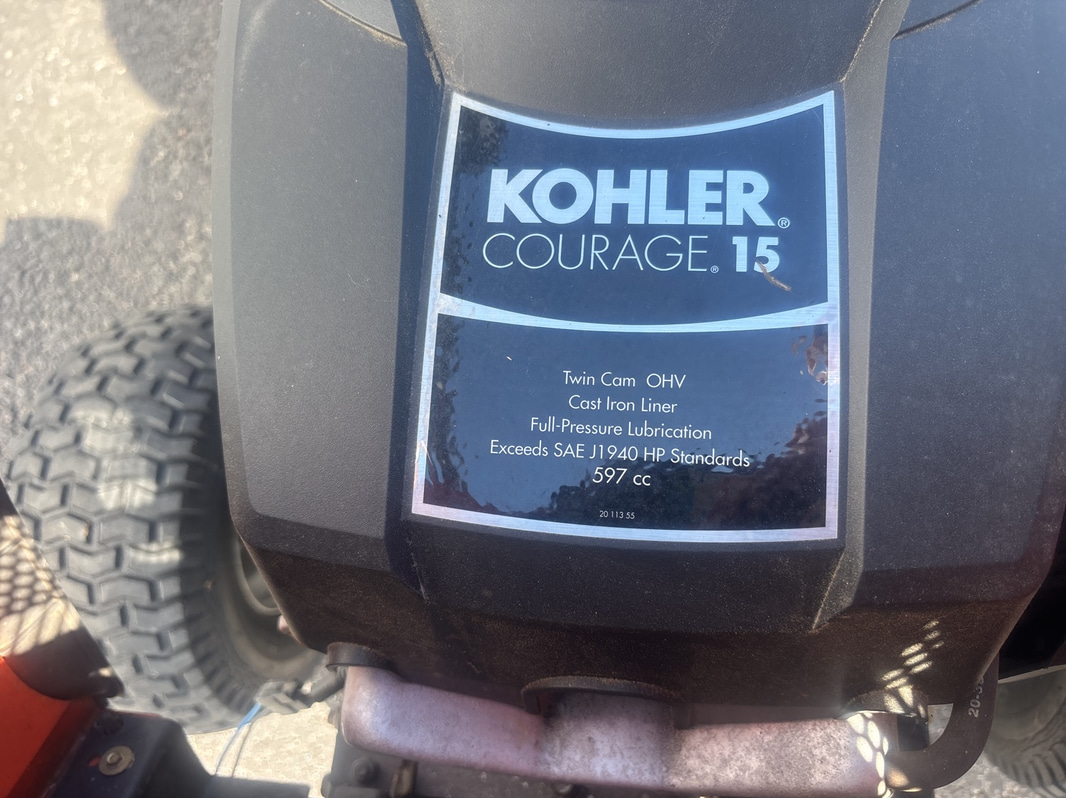 KOHLER®
COURAGE® 15
Twin Cam OHV
Cast Iron Liner
Full-Pressure Lubrication
Exceeds SAE J1940 HP Standards
597 cc
20 113 55